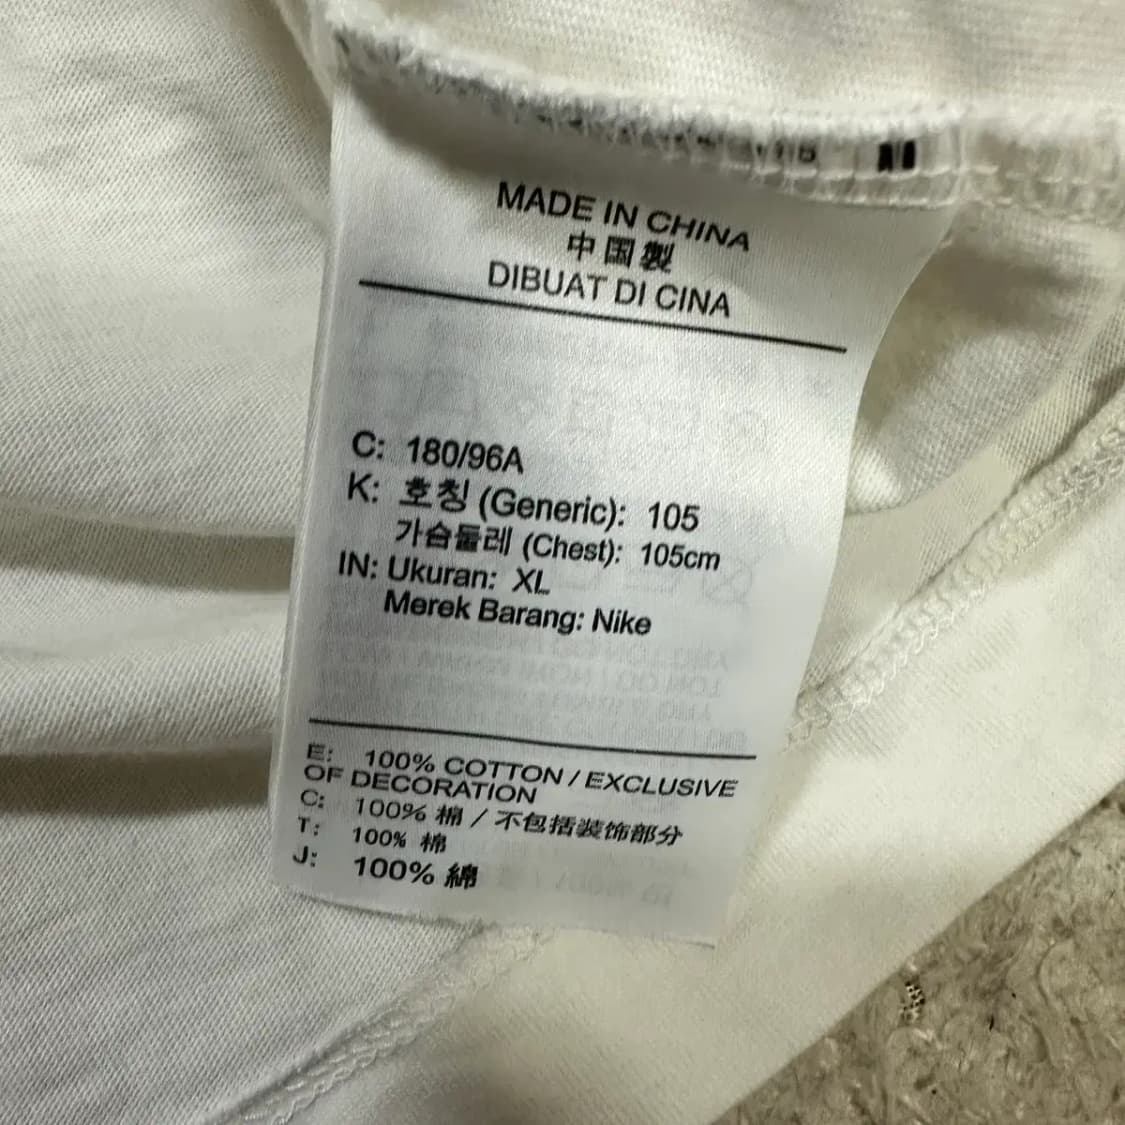 MADE IN CHINA
中国製
DIBUAT DI CINA
C: 180/96A
K: 호칭 (Generic): 105
가슴둘레 (Chest): 105cm
IN: Ukuran: XL
Merek Barang: Nike
E: 100% COTTON / EXCLUSIVE
OF DECORATION
C: 100% 棉 / 不包括装饰部分
T: 100% 棉
J: 100% 綿